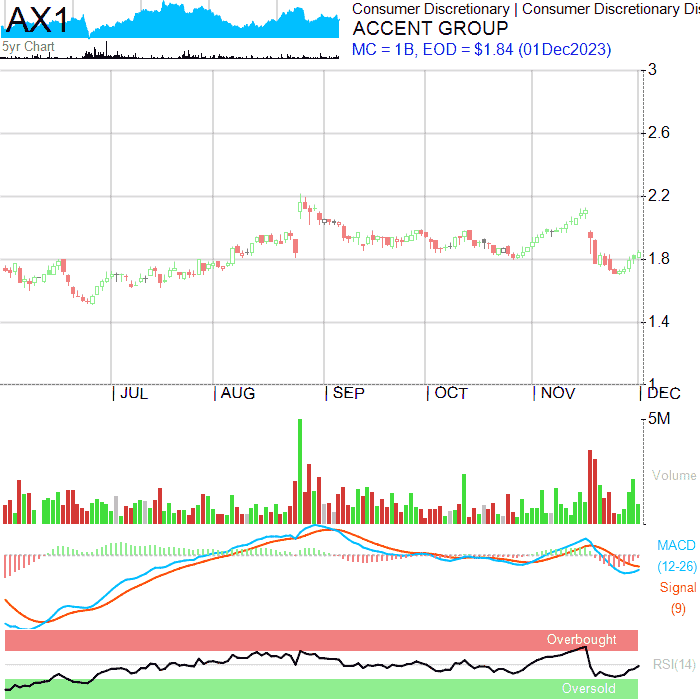 AX1
5yr Chart
Consumer Discretionary | Consumer Discretionary Dis
ACCENT GROUP
MC = 1B, EOD = $1.84 (01Dec2023)
3
2.6
2.2
1.8
1.4
1
JUL
AUG
SEP
OCT
NOV
DEC
5M
Volume
MACD
(12-26)
Signal
(9)
Overbought
RSI(14)
Oversold